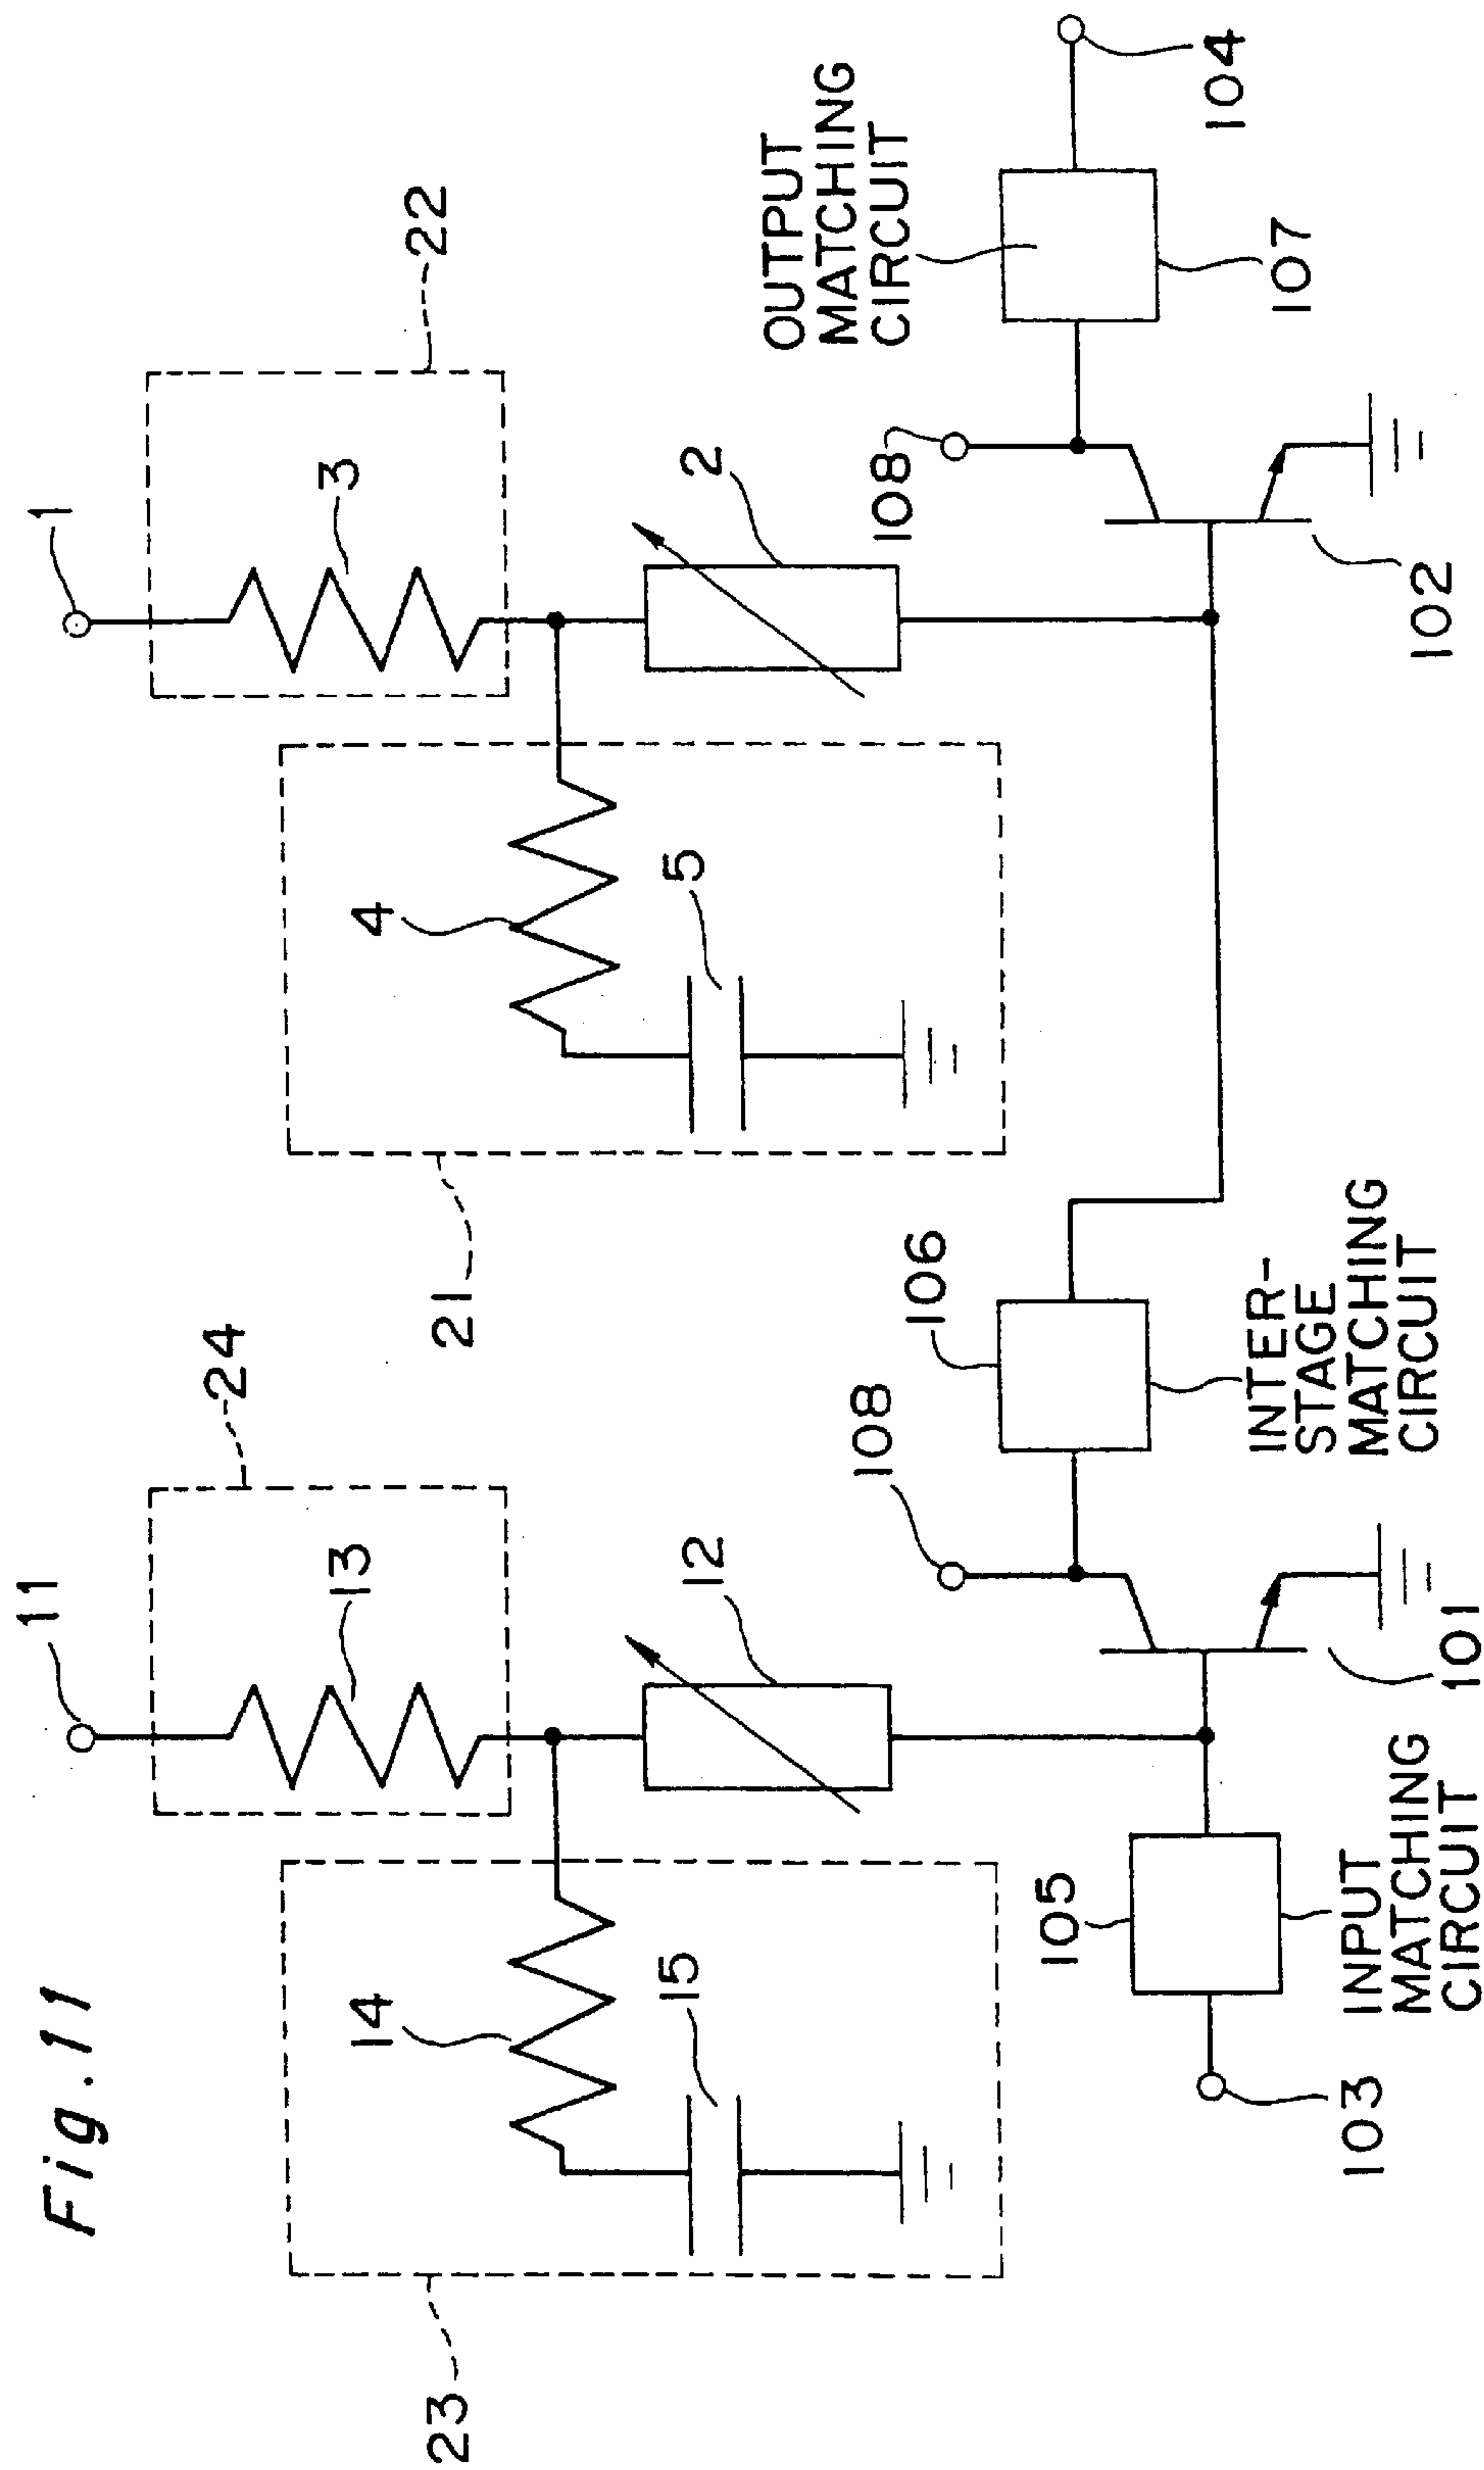 Fig.11
11
24
13
1
22
3
14
15
23
12
4
5
21
2
108
106
INTER-
STAGE
MATCHING
CIRCUIT
108
OUTPUT
MATCHING
CIRCUIT
104
107
103
105
INPUT
MATCHING
CIRCUIT
101
102